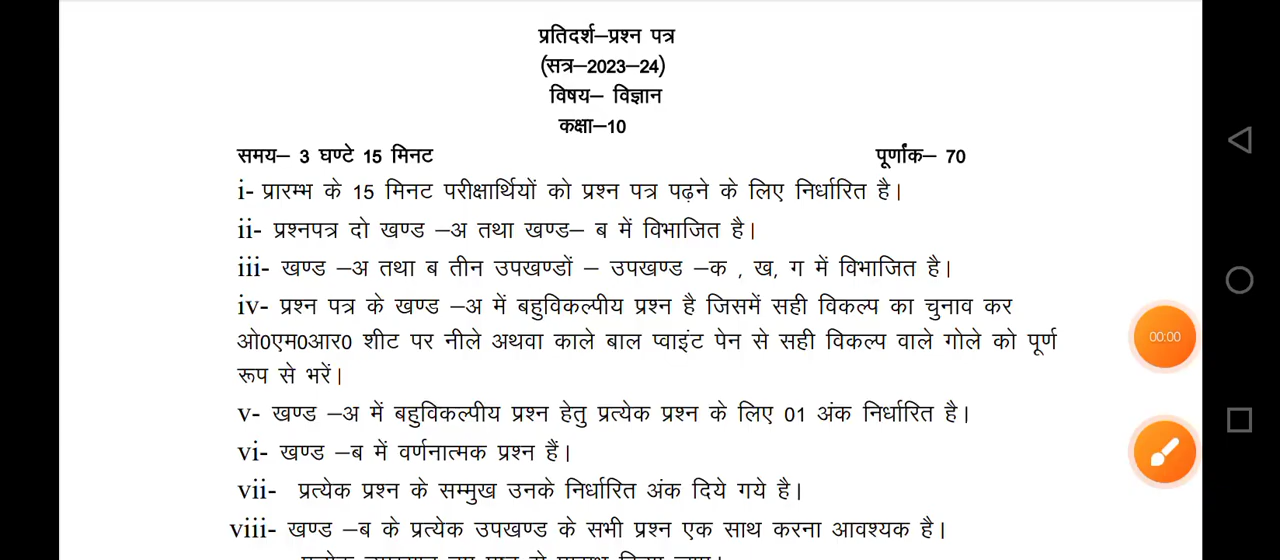 प्रतिदर्श–प्रश्न पत्र
(सत्र–2023–24)
विषय– विज्ञान
कक्षा–10
समय– 3 घण्टे 15 मिनट पूर्णांक– 70
i- प्रारम्भ के 15 मिनट परीक्षार्थियों को प्रश्न पत्र पढ़ने के लिए निर्धारित है।
ii- प्रश्नपत्र दो खण्ड –अ तथा खण्ड– ब में विभाजित है।
iii- खण्ड –अ तथा ब तीन उपखण्डों – उपखण्ड –क , ख, ग में विभाजित है।
iv- प्रश्न पत्र के खण्ड –अ में बहुविकल्पीय प्रश्न है जिसमें सही विकल्प का चुनाव कर
ओ0एम0आर0 शीट पर नीले अथवा काले बाल प्वाइंट पेन से सही विकल्प वाले गोले को पूर्ण
रूप से भरें।
v- खण्ड –अ में बहुविकल्पीय प्रश्न हेतु प्रत्येक प्रश्न के लिए 01 अंक निर्धारित है।
vi- खण्ड –ब में वर्णनात्मक प्रश्न हैं।
vii- प्रत्येक प्रश्न के सम्मुख उनके निर्धारित अंक दिये गये है।
viii- खण्ड –ब के प्रत्येक उपखण्ड के सभी प्रश्न एक साथ करना आवश्यक है।
00:00